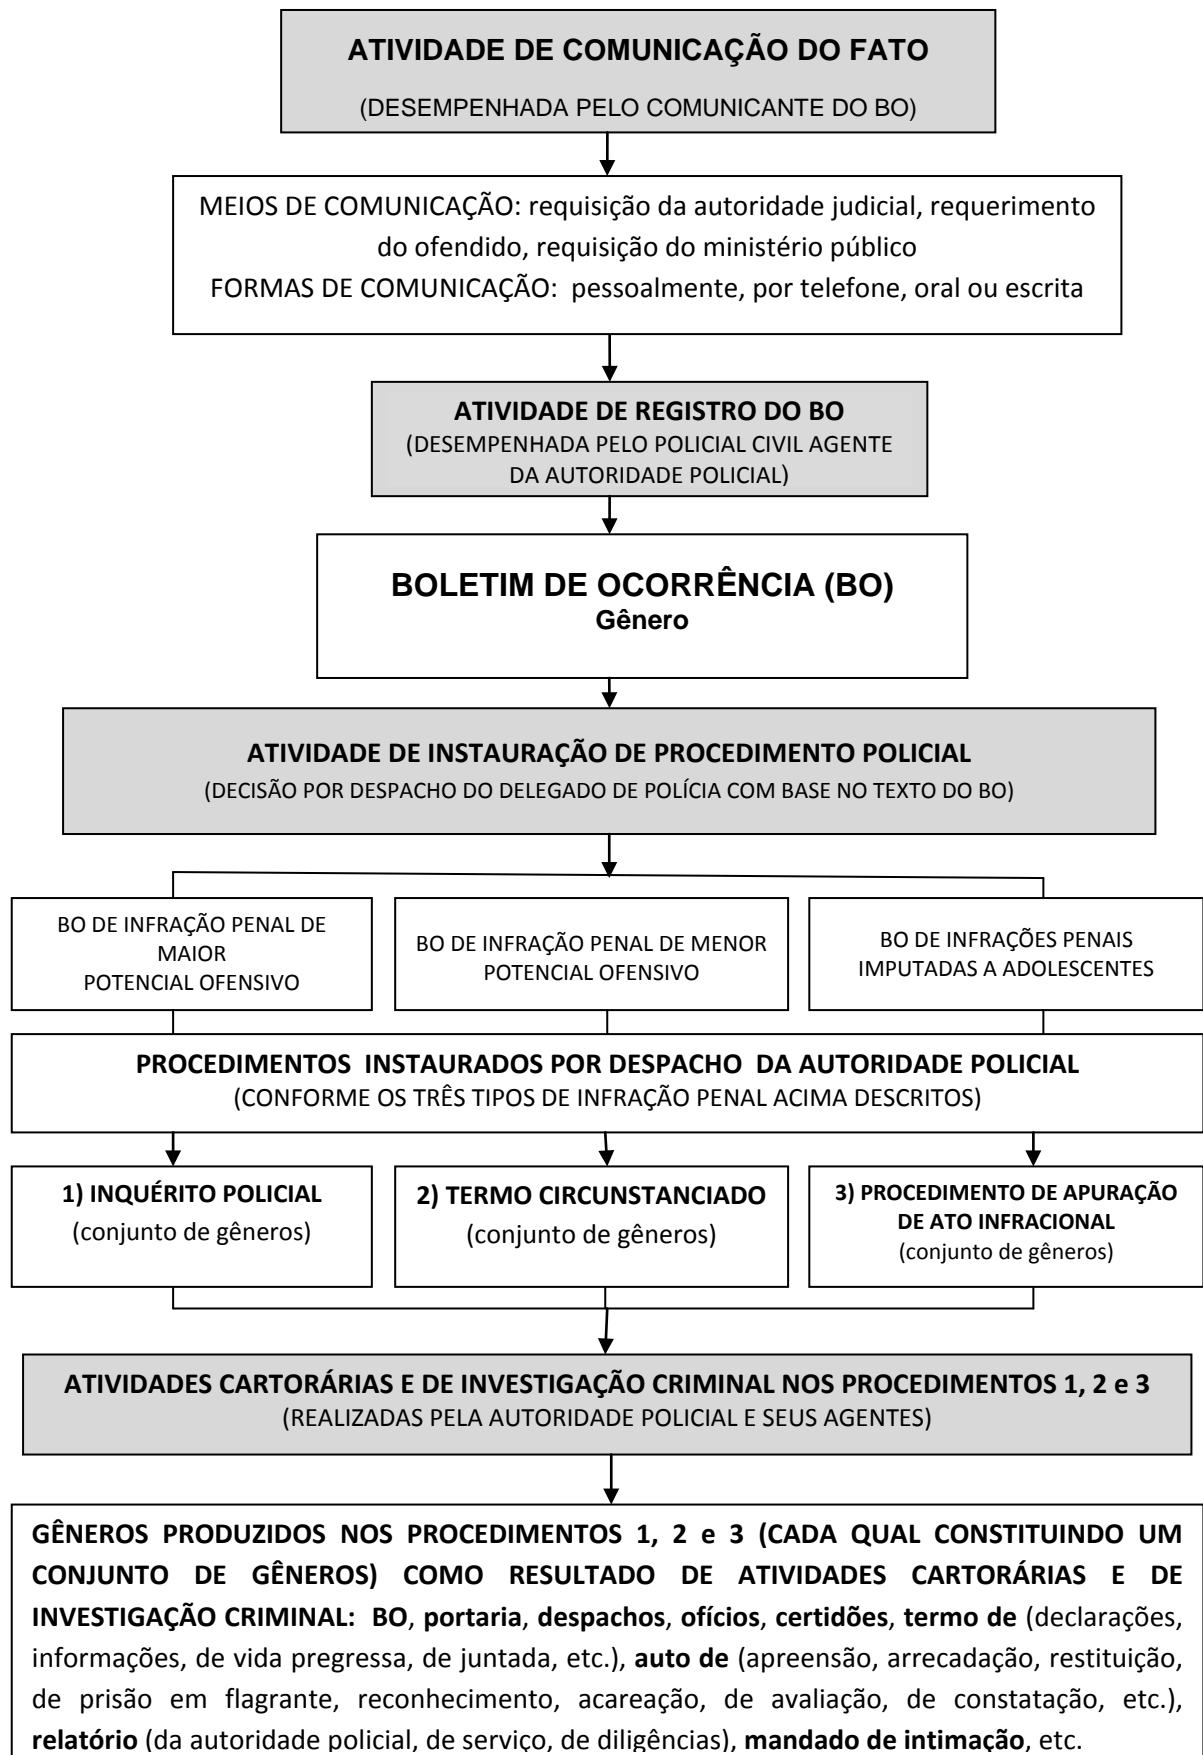 ATIVIDADE DE COMUNICAÇÃO DO FATO
(DESEMPENHADA PELO COMUNICANTE DO BO)
MEIOS DE COMUNICAÇÃO: requisição da autoridade judicial, requerimento
do ofendido, requisição do ministério público
FORMAS DE COMUNICAÇÃO: pessoalmente, por telefone, oral ou escrita
ATIVIDADE DE REGISTRO DO BO
(DESEMPENHADA PELO POLICIAL CIVIL AGENTE
DA AUTORIDADE POLICIAL)
BOLETIM DE OCORRÊNCIA (BO)
Gênero
ATIVIDADE DE INSTAURAÇÃO DE PROCEDIMENTO POLICIAL
(DECISÃO POR DESPACHO DO DELEGADO DE POLÍCIA COM BASE NO TEXTO DO BO)
BO DE INFRAÇÃO PENAL DE
MAIOR
POTENCIAL OFENSIVO
BO DE INFRAÇÃO PENAL DE MENOR
POTENCIAL OFENSIVO
BO DE INFRAÇÕES PENAIS
IMPUTADAS A ADOLESCENTES
PROCEDIMENTOS INSTAURADOS POR DESPACHO DA AUTORIDADE POLICIAL
(CONFORME OS TRÊS TIPOS DE INFRAÇÃO PENAL ACIMA DESCRITOS)
1) INQUÉRITO POLICIAL
(conjunto de gêneros)
2) TERMO CIRCUNSTANCIADO
(conjunto de gêneros)
3) PROCEDIMENTO DE APURAÇÃO
DE ATO INFRACIONAL
(conjunto de gêneros)
ATIVIDADES CARTORÁRIAS E DE INVESTIGAÇÃO CRIMINAL NOS PROCEDIMENTOS 1, 2 e 3
(REALIZADAS PELA AUTORIDADE POLICIAL E SEUS AGENTES)
GÊNEROS PRODUZIDOS NOS PROCEDIMENTOS 1, 2 e 3 (CADA QUAL CONSTITUINDO UM
CONJUNTO DE GÊNEROS) COMO RESULTADO DE ATIVIDADES CARTORÁRIAS E DE
INVESTIGAÇÃO CRIMINAL: BO, portaria, despachos, ofícios, certidões, termo de (declarações,
informações, de vida pregressa, de juntada, etc.), auto de (apreensão, arrecadação, restituição,
de prisão em flagrante, reconhecimento, acareação, de avaliação, de constatação, etc.),
relatório (da autoridade policial, de serviço, de diligências), mandado de intimação, etc.